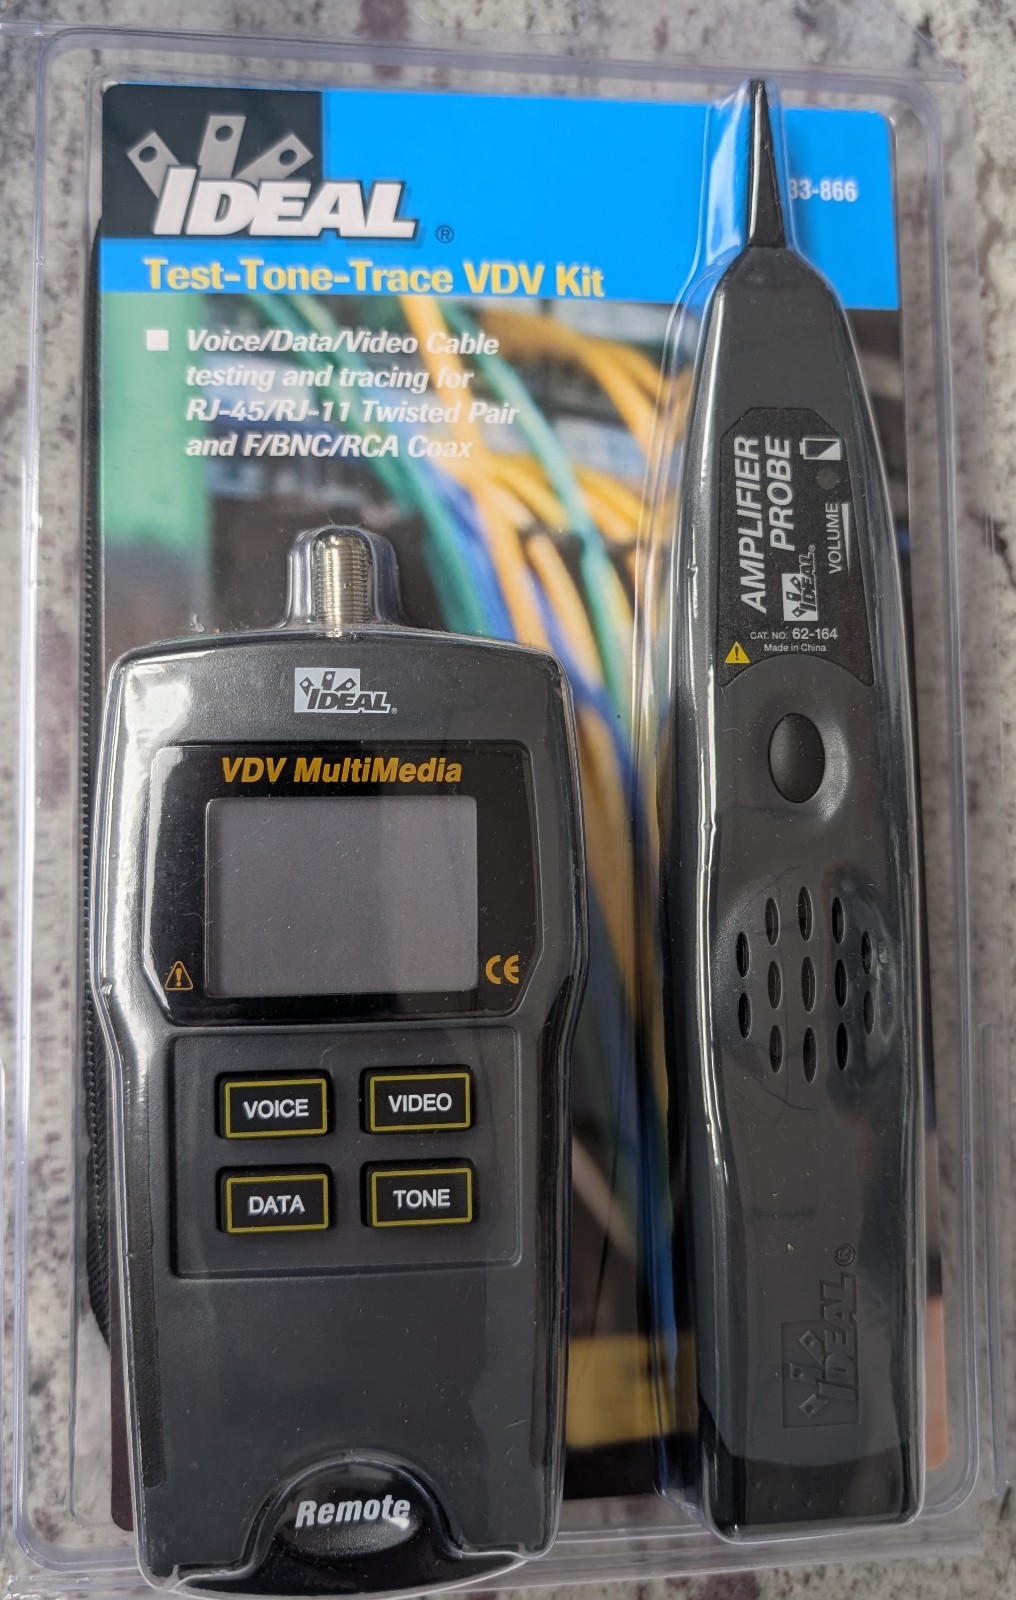 IDEAL
®
33-866
Test-Tone-Trace VDV Kit
Voice/Data/Video Cable
testing and tracing for
RJ-45/RJ-11 Twisted Pair
and F/BNC/RCA Coax
AMPLIFIER
PROBE
IDEAL®
VOLUME
CAT. NO. 62-164
Made in China
IDEAL®
VDV MultiMedia
CE
VOICE
VIDEO
DATA
TONE
IDEAL®
Remote